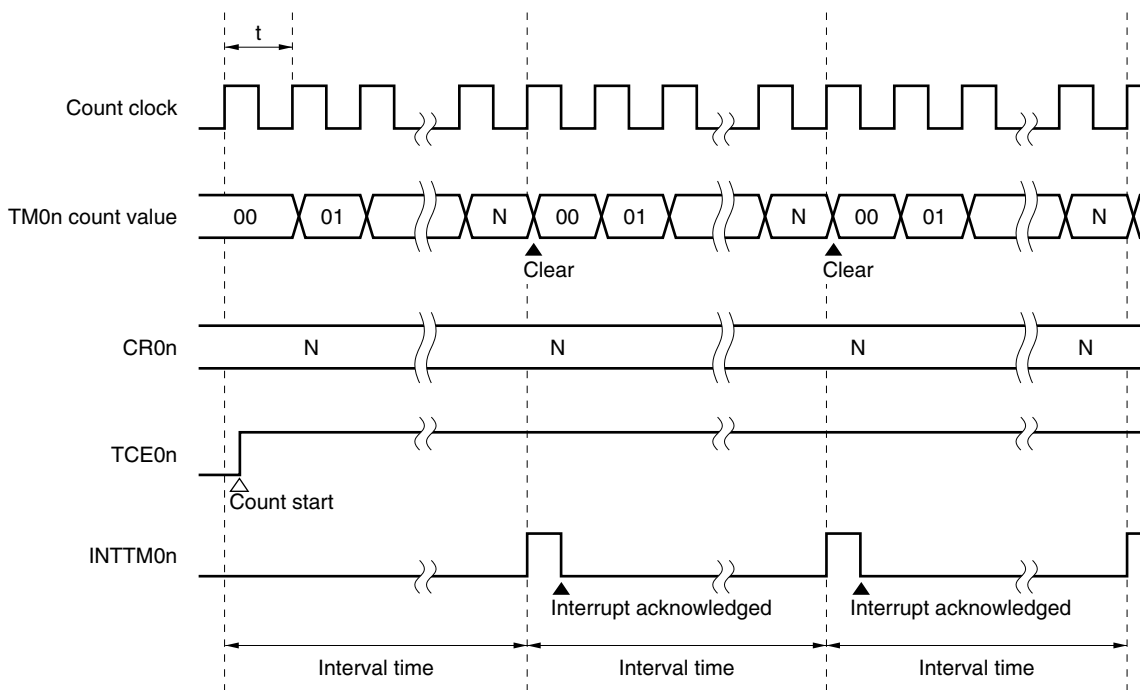 t
Count clock
TM0n count value 00 01 N 00 01 N 00 01 N
Clear Clear
CR0n N N N N
TCE0n
Count start
INTTM0n
Interrupt acknowledged Interrupt acknowledged
Interval time Interval time Interval time